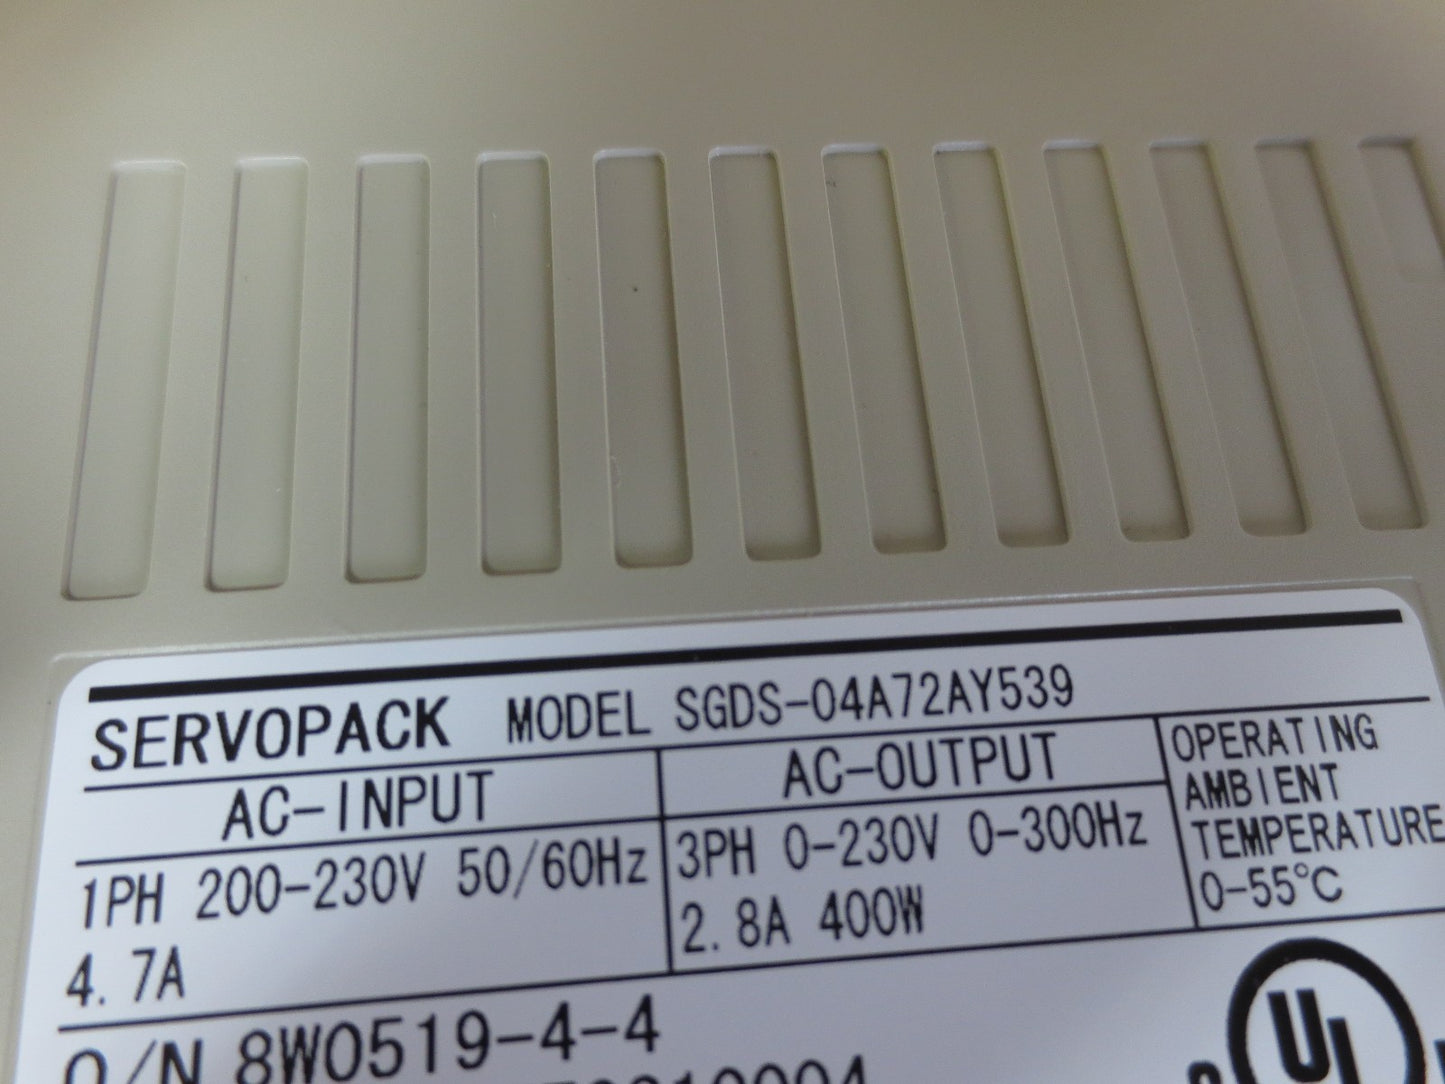 SERVOPACK MODEL SGDS-04A72AY539
AC-INPUT
AC-OUTPUT
OPERATING
AMBIENT
TEMPERATURE
0-55°C
1PH 200-230V 50/60Hz
4.7A
3PH 0-230V 0-300Hz
2.8A 400W
O/N 8W0519-4-4
UL